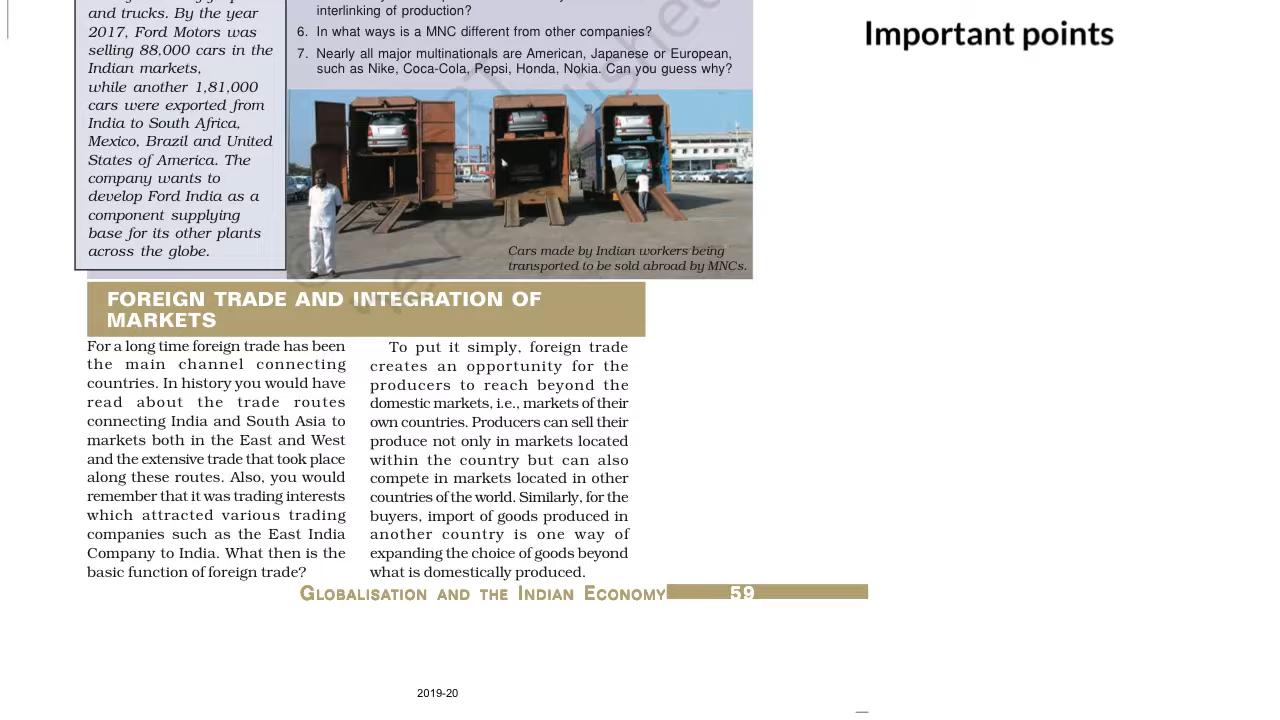 and trucks. By the year
2017, Ford Motors was
selling 88,000 cars in the
Indian markets,
while another 1,81,000
cars were exported from
India to South Africa,
Mexico, Brazil and United
States of America. The
company wants to
develop Ford India as a
component supplying
base for its other plants
across the globe.
interlinking of production?
6. In what ways is a MNC different from other companies?
7. Nearly all major multinationals are American, Japanese or European,
such as Nike, Coca-Cola, Pepsi, Honda, Nokia. Can you guess why?
Cars made by Indian workers being
transported to be sold abroad by MNCs.
Important points
FOREIGN TRADE AND INTEGRATION OF
MARKETS
For a long time foreign trade has been
the main channel connecting
countries. In history you would have
read about the trade routes
connecting India and South Asia to
markets both in the East and West
and the extensive trade that took place
along these routes. Also, you would
remember that it was trading interests
which attracted various trading
companies such as the East India
Company to India. What then is the
basic function of foreign trade?
To put it simply, foreign trade
creates an opportunity for the
producers to reach beyond the
domestic markets, i.e., markets of their
own countries. Producers can sell their
produce not only in markets located
within the country but can also
compete in markets located in other
countries of the world. Similarly, for the
buyers, import of goods produced in
another country is one way of
expanding the choice of goods beyond
what is domestically produced.
GLOBALISATION AND THE INDIAN ECONOMY 59
2019-20